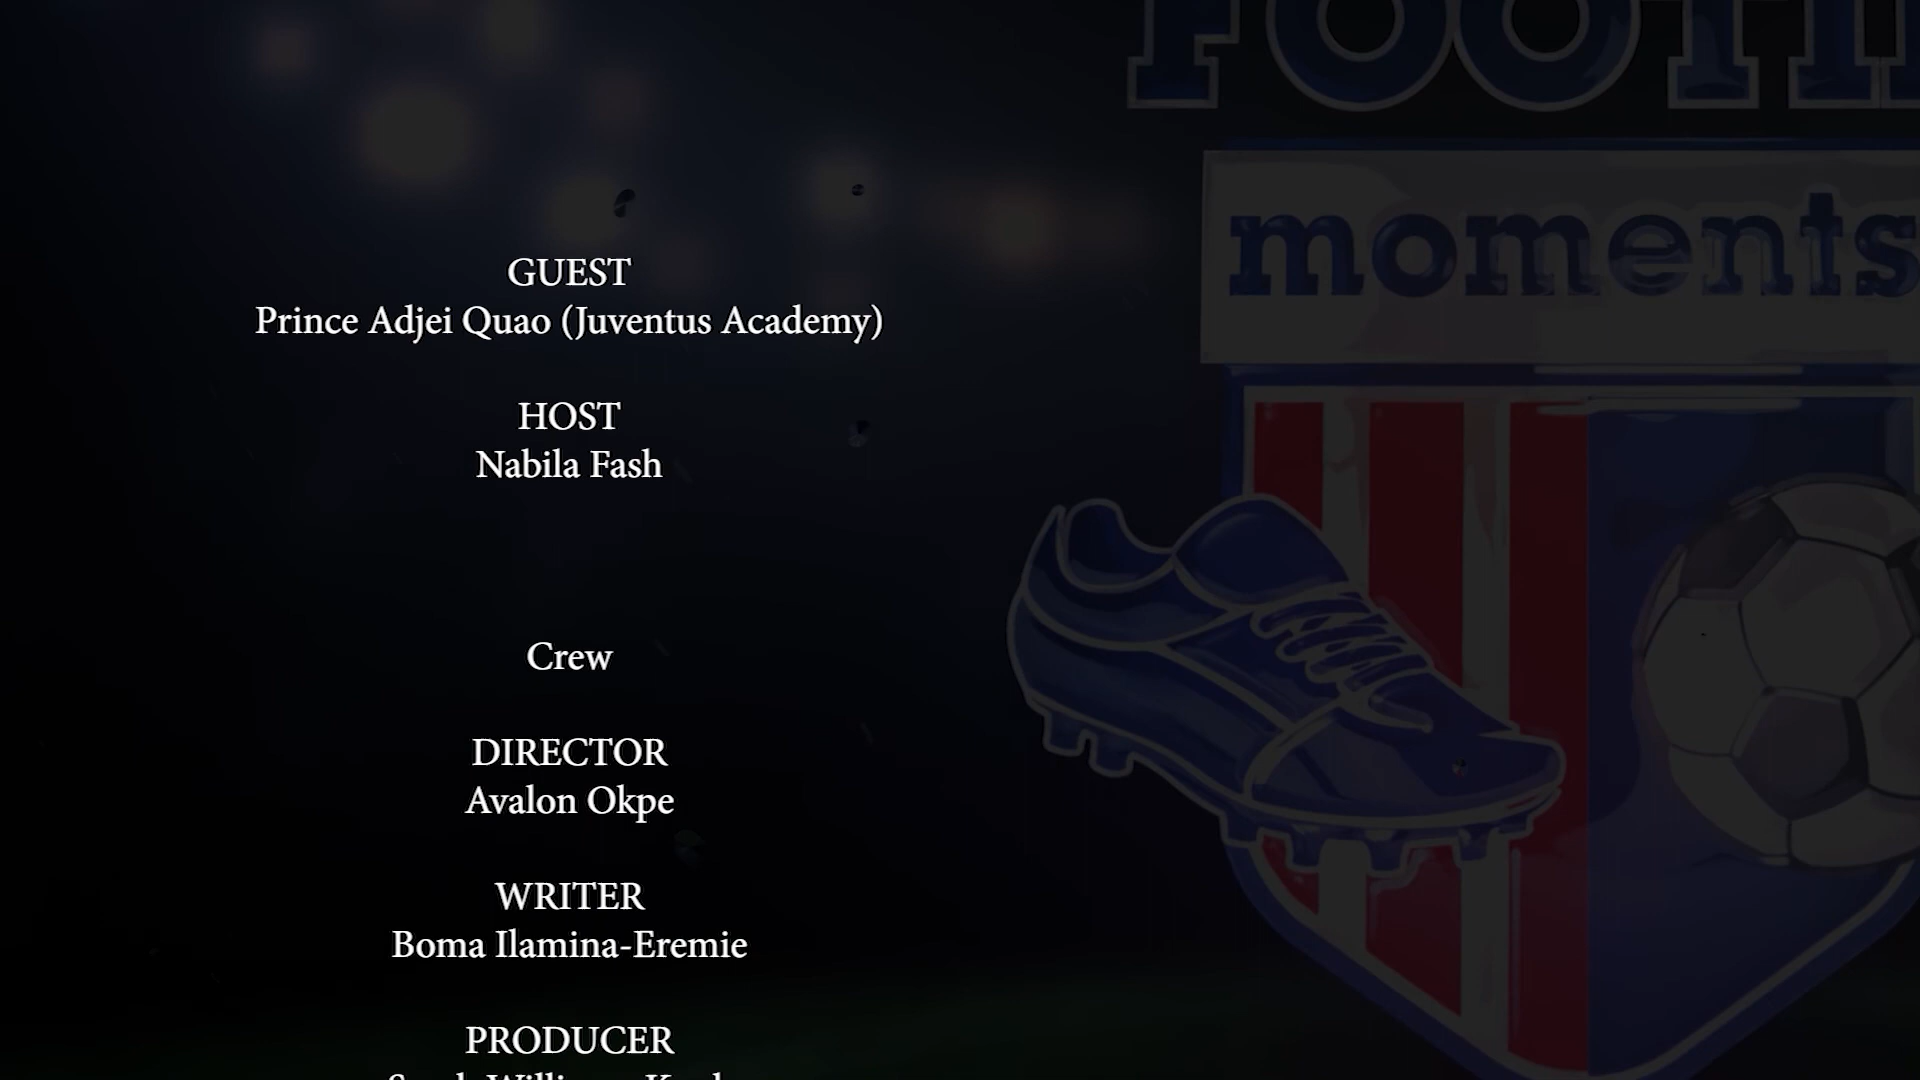 GUEST
Prince Adjei Quao (Juventus Academy)
HOST
Nabila Fash
Crew
DIRECTOR
Avalon Okpe
WRITER
Boma Ilamina-Eremie
PRODUCER
moments